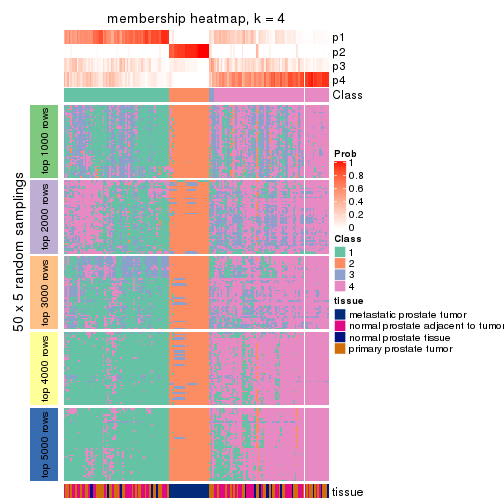 membership heatmap, k = 4
p1
p2
p3
p4
Class
50 x 5 random samplings
top 1000 rows
top 2000 rows
top 3000 rows
top 4000 rows
top 5000 rows
Prob
1
0.8
0.6
0.4
0.2
0
Class
1
2
3
4
tissue
metastatic prostate tumor
normal prostate adjacent to tumor
normal prostate tissue
primary prostate tumor
tissue